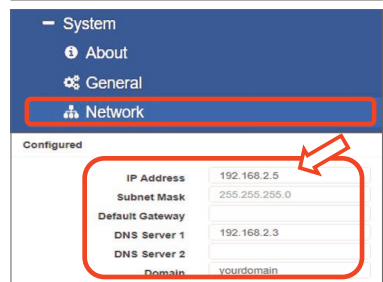 − System
About
General
Network
Configured
IP Address 192.168.2.5
Subnet Mask 255.255.255.0
Default Gateway
DNS Server 1 192.168.2.3
DNS Server 2
Domain yourdomain